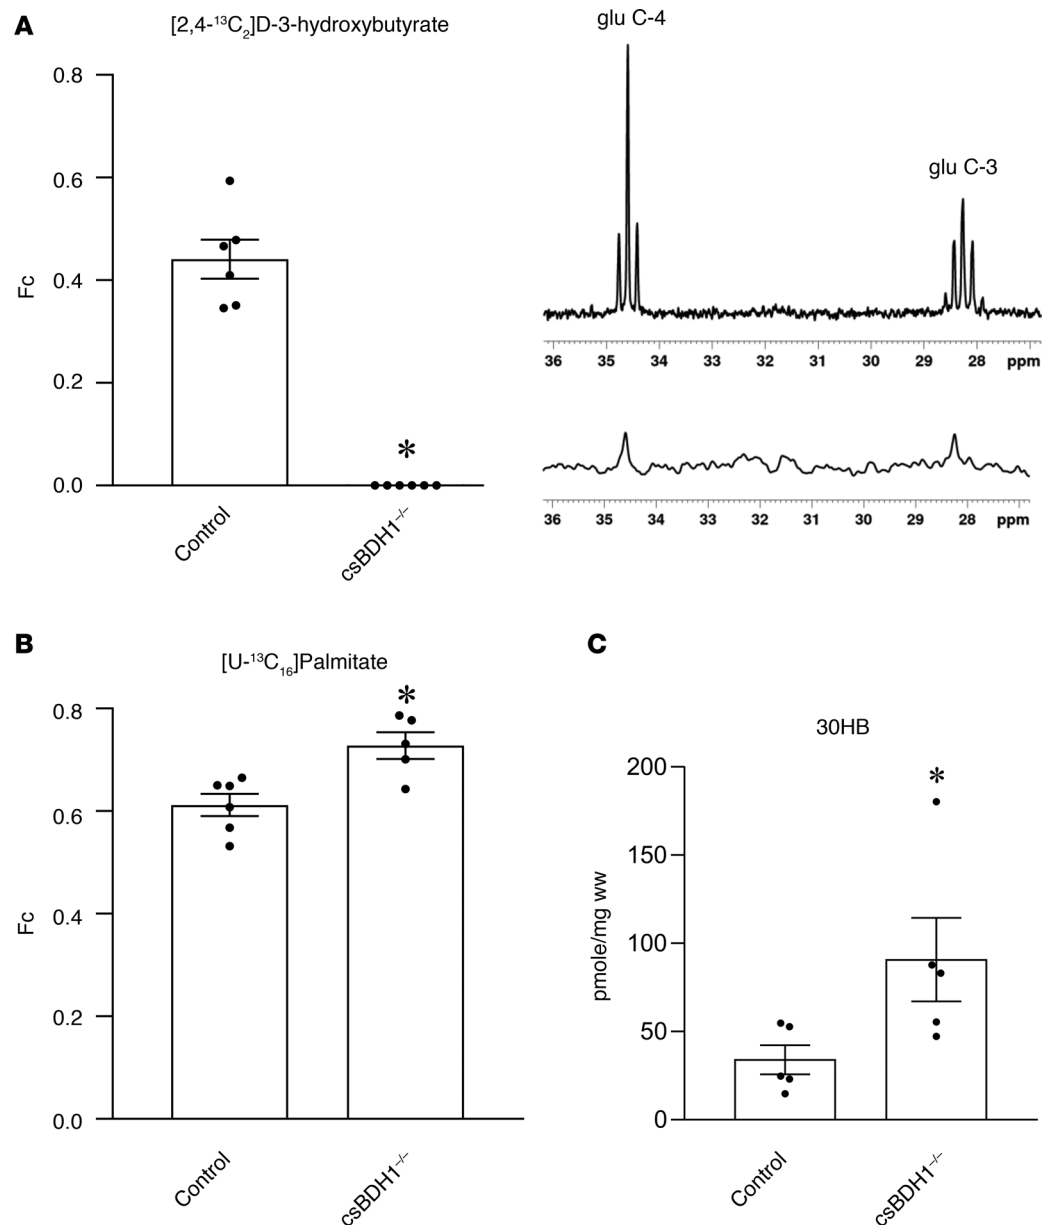 A
[2,4-¹³C₂]D-3-hydroxybutyrate
Fc
0.8
0.6
0.4
0.2
0.0
*
Control
csBDH1⁻/⁻
glu C-4
glu C-3
36 35 34 33 32 31 30 29 28 ppm
36 35 34 33 32 31 30 29 28 ppm
B
[U-¹³C₁₆]Palmitate
Fc
0.8
0.6
0.4
0.2
0.0
*
Control
csBDH1⁻/⁻
C
30HB
pmole/mg ww
200
150
100
50
0
*
Control
csBDH1⁻/⁻